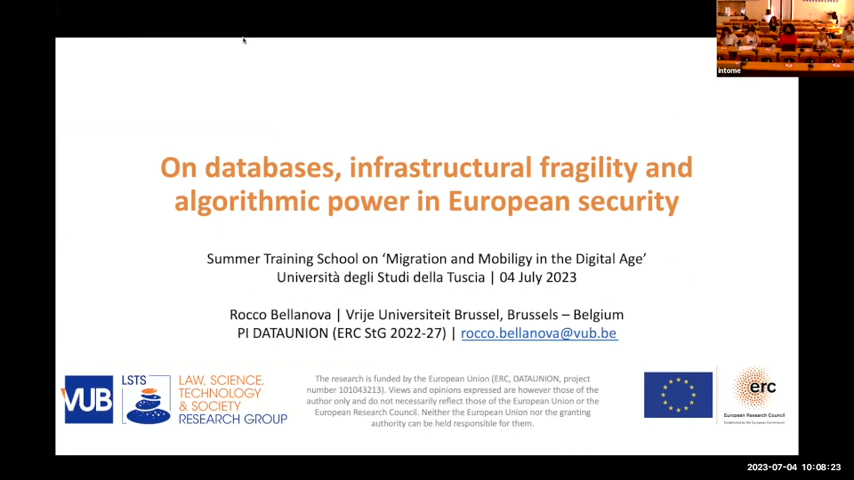 intome
On databases, infrastructural fragility and
algorithmic power in European security
Summer Training School on ‘Migration and Mobiligy in the Digital Age’
Università degli Studi della Tuscia | 04 July 2023
Rocco Bellanova | Vrije Universiteit Brussel, Brussels – Belgium
PI DATAUNION (ERC StG 2022-27) | rocco.bellanova@vub.be
VUB
LSTS
LAW, SCIENCE,
TECHNOLOGY
& SOCIETY
RESEARCH GROUP
The research is funded by the European Union (ERC, DATAUNION, project
number 101043213). Views and opinions expressed are however those of the
author only and do not necessarily reflect those of the European Union or the
European Research Council. Neither the European Union nor the granting
authority can be held responsible for them.
erc
European Research Council
Established by the European Commission
2023-07-04 10:08:23